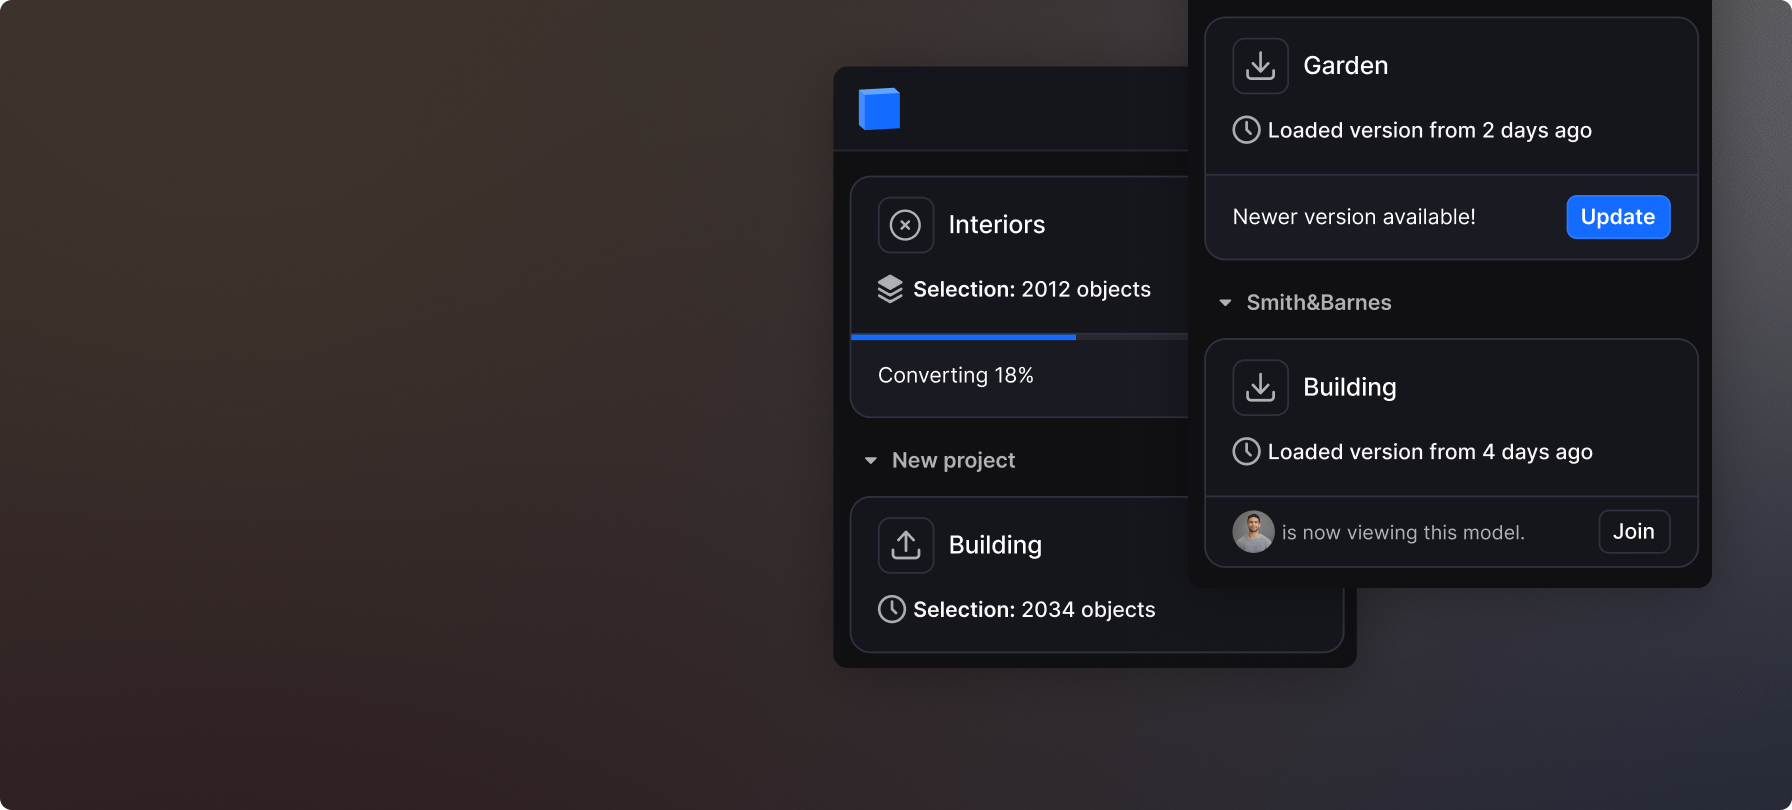 Interiors
Selection: 2012 objects
Converting 18%
New project
Building
Selection: 2034 objects
Garden
Loaded version from 2 days ago
Newer version available!
Update
Smith&Barnes
Building
Loaded version from 4 days ago
is now viewing this model.
Join